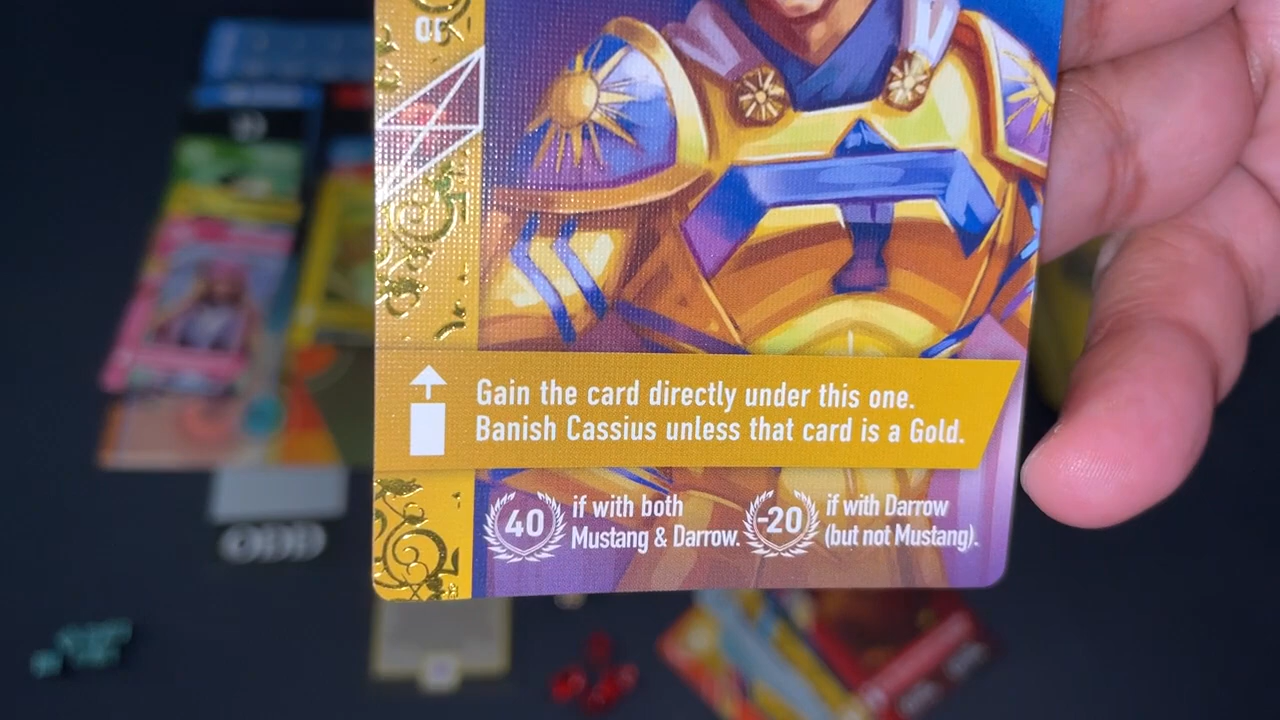 Gain the card directly under this one.
Banish Cassius unless that card is a Gold.
40 if with both
Mustang & Darrow.
-20 if with Darrow
(but not Mustang).